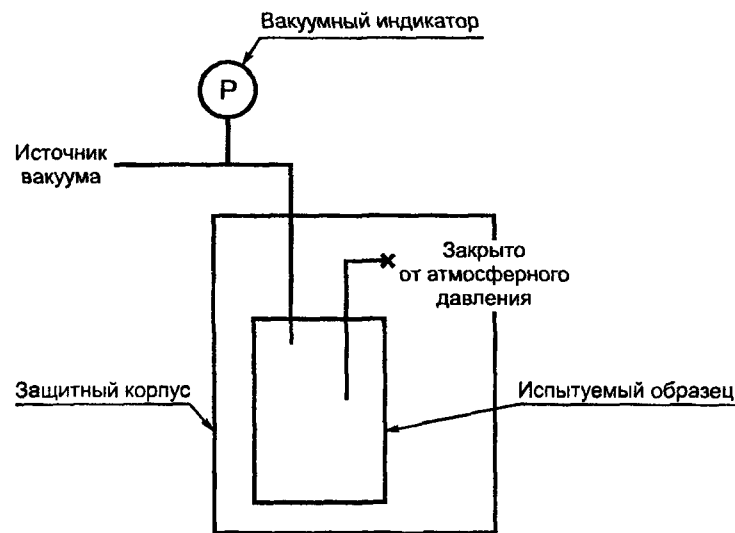 Вакуумный индикатор
P
Источник
вакуума
Закрыто
от атмосферного
давления
Защитный корпус
Испытуемый образец